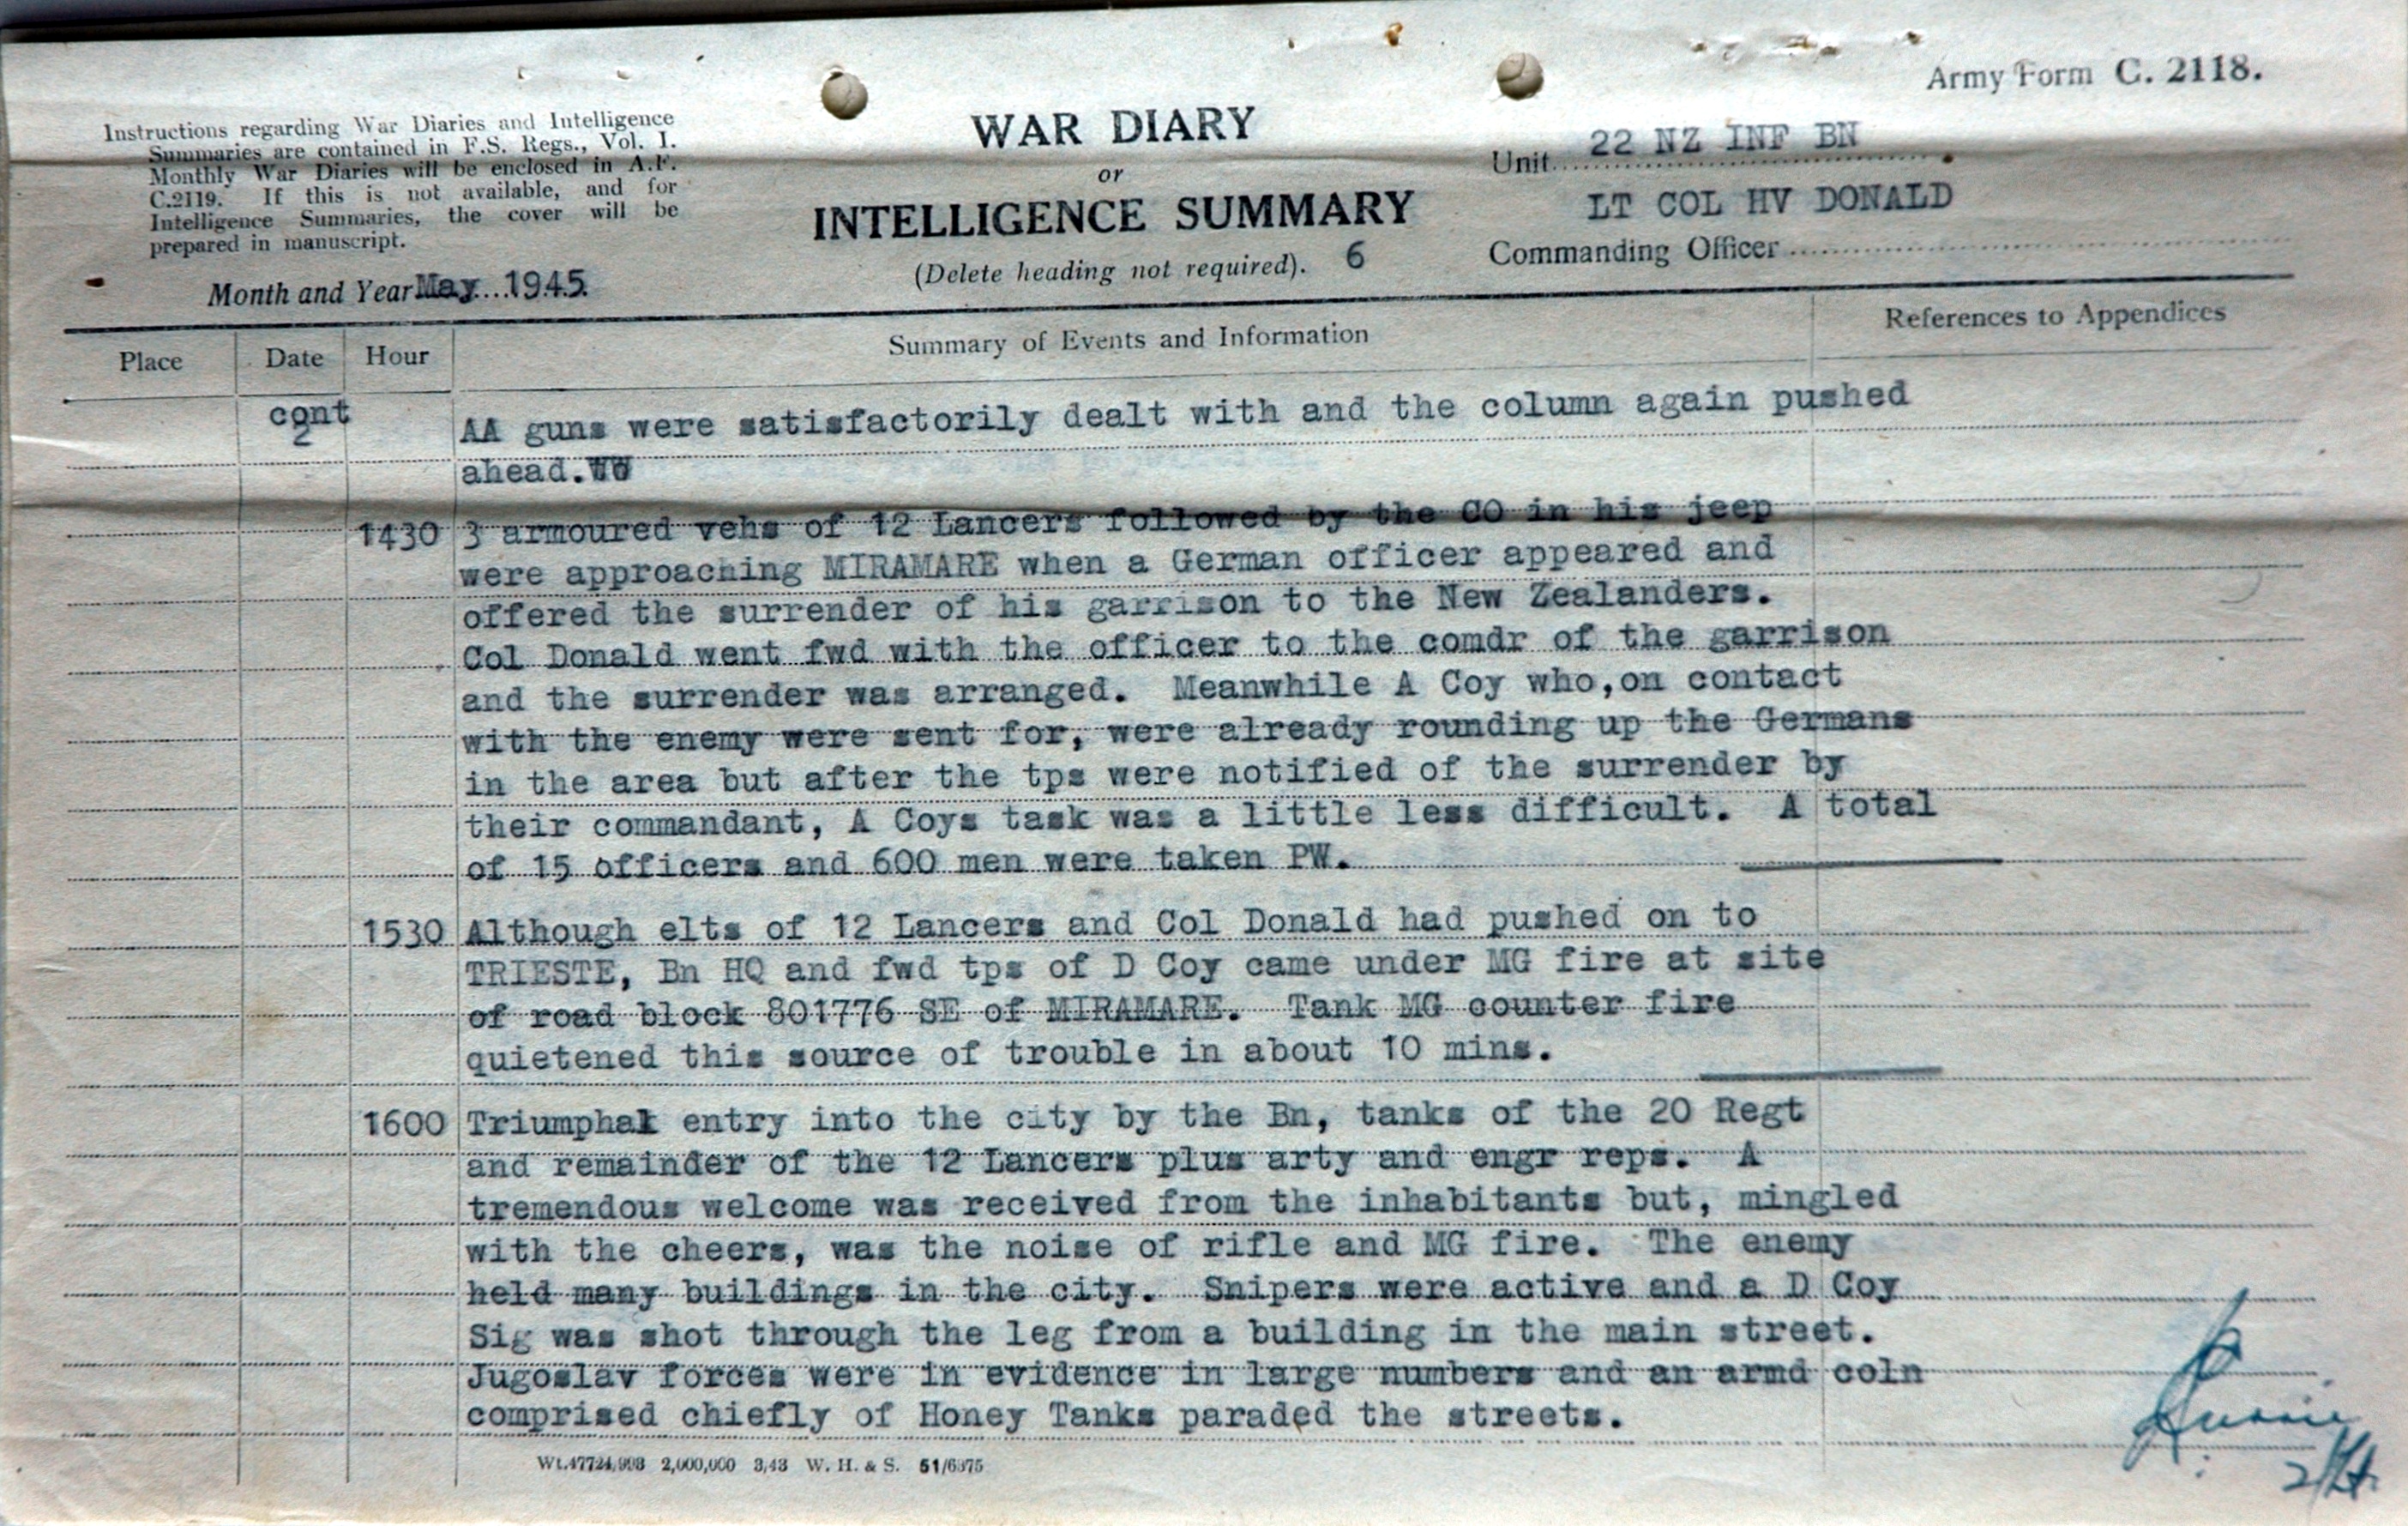 Army Form C. 2118.
Instructions regarding War Diaries and Intelligence
Summaries are contained in F.S. Regs., Vol. I.
Monthly War Diaries will be enclosed in A.F.
C.2119. If this is not available, and for
Intelligence Summaries, the cover will be
prepared in manuscript.
Month and Year May 1945
WAR DIARY
or
INTELLIGENCE SUMMARY
(Delete heading not required). 6
Unit 22 NZ INF BN
LT COL HV DONALD
Commanding Officer
Place Date Hour Summary of Events and Information References to Appendices
cont
2
AA guns were satisfactorily dealt with and the column again pushed
ahead.
1430 3 armoured vehs of 12 Lancers followed by the CO in his jeep
were approaching MIRAMARE when a German officer appeared and
offered the surrender of his garrison to the New Zealanders.
Col Donald went fwd with the officer to the comdr of the garrison
and the surrender was arranged. Meanwhile A Coy who,on contact
with the enemy were sent for, were already rounding up the Germans
in the area but after the tps were notified of the surrender by
their commandant, A Coys task was a little less difficult. A total
of 15 officers and 600 men were taken PW.
1530 Although elts of 12 Lancers and Col Donald had pushed on to
TRIESTE, Bn HQ and fwd tps of D Coy came under MG fire at site
of road block 801776 SE of MIRAMARE. Tank MG counter fire
quietened this source of trouble in about 10 mins.
1600 Triumphal entry into the city by the Bn, tanks of the 20 Regt
and remainder of the 12 Lancers plus arty and engr reps. A
tremendous welcome was received from the inhabitants but, mingled
with the cheers, was the noise of rifle and MG fire. The enemy
held many buildings in the city. Snipers were active and a D Coy
Sig was shot through the leg from a building in the main street.
Jugoslav forces were in evidence in large numbers and an armd coln
comprised chiefly of Honey Tanks paraded the streets.
2,000,000 3,43 W. H. & S. 51/6375